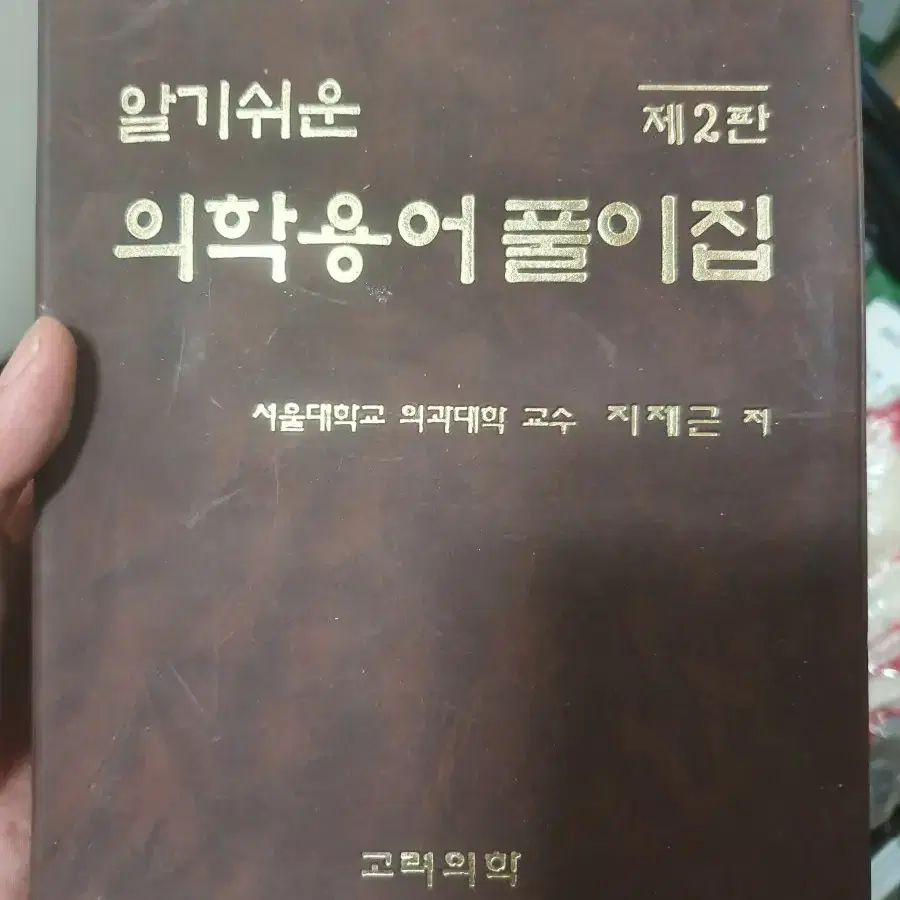 알기쉬운
제2판
의학용어 풀이집
서울대학교 의과대학 교수 지제근 저
고려의학